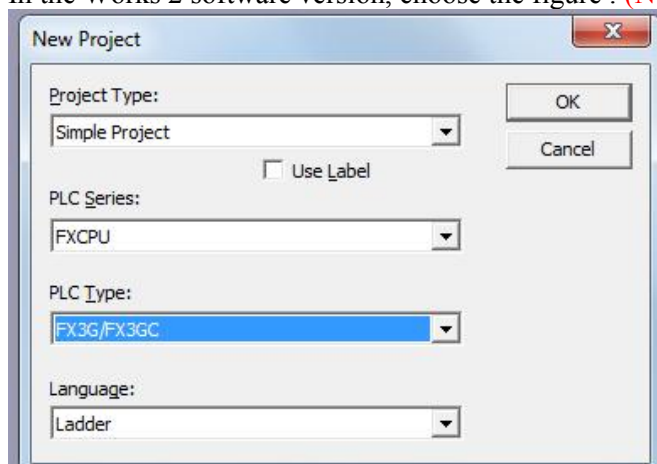 In the Works 2 software version, choose the figure : (N
New Project
Project Type:
OK
Simple Project
Cancel
Use Label
PLC Series:
FXCPU
PLC Type:
FX3G/FX3GC
Language:
Ladder